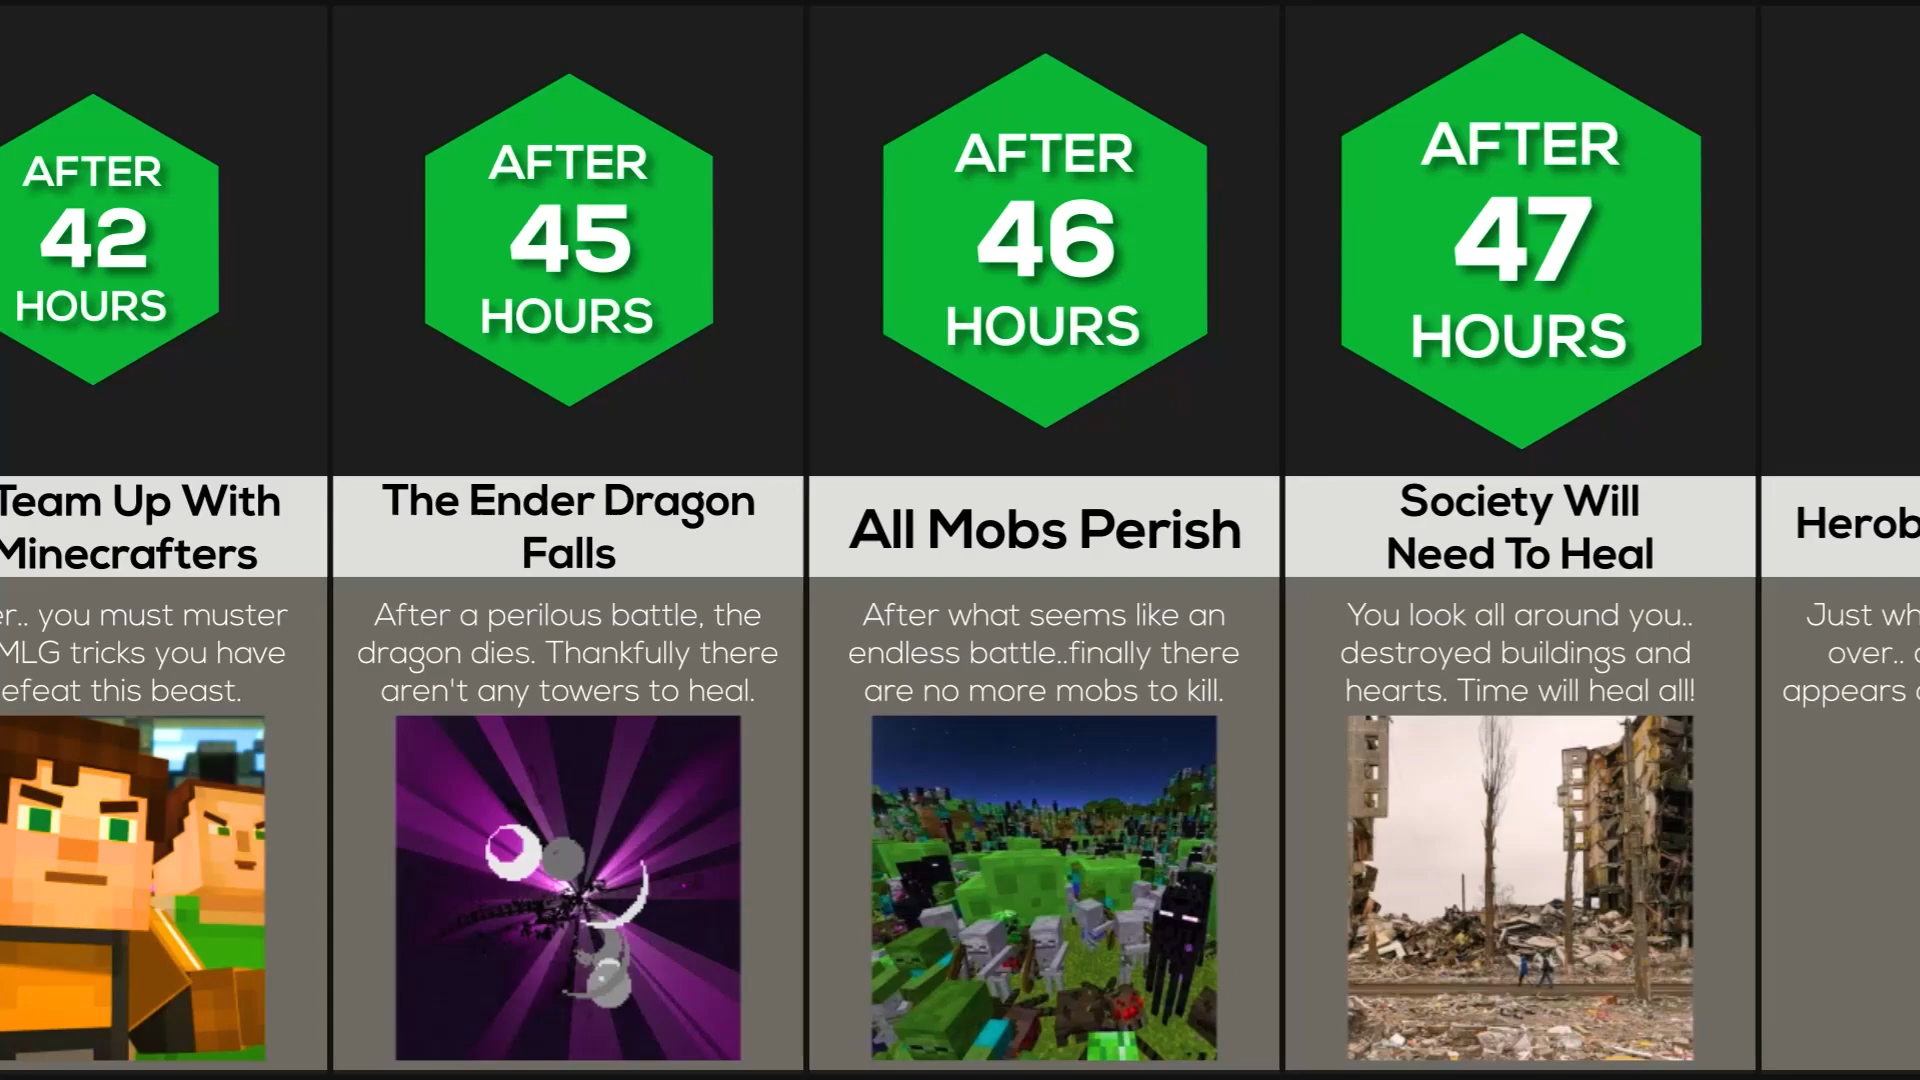 AFTER
42
HOURS
Team Up With
Minecrafters
you must muster
MLG tricks you have
this beast.
AFTER
45
HOURS
The Ender Dragon
Falls
After a perilous battle, the
dragon dies. Thankfully there
aren't any towers to heal.
AFTER
46
HOURS
All Mobs Perish
After what seems like an
endless battle..finally there
are no more mobs to kill.
AFTER
47
HOURS
Society Will
Need To Heal
You look all around you..
destroyed buildings and
hearts. Time will heal all!
Herob
Just
over..
appears